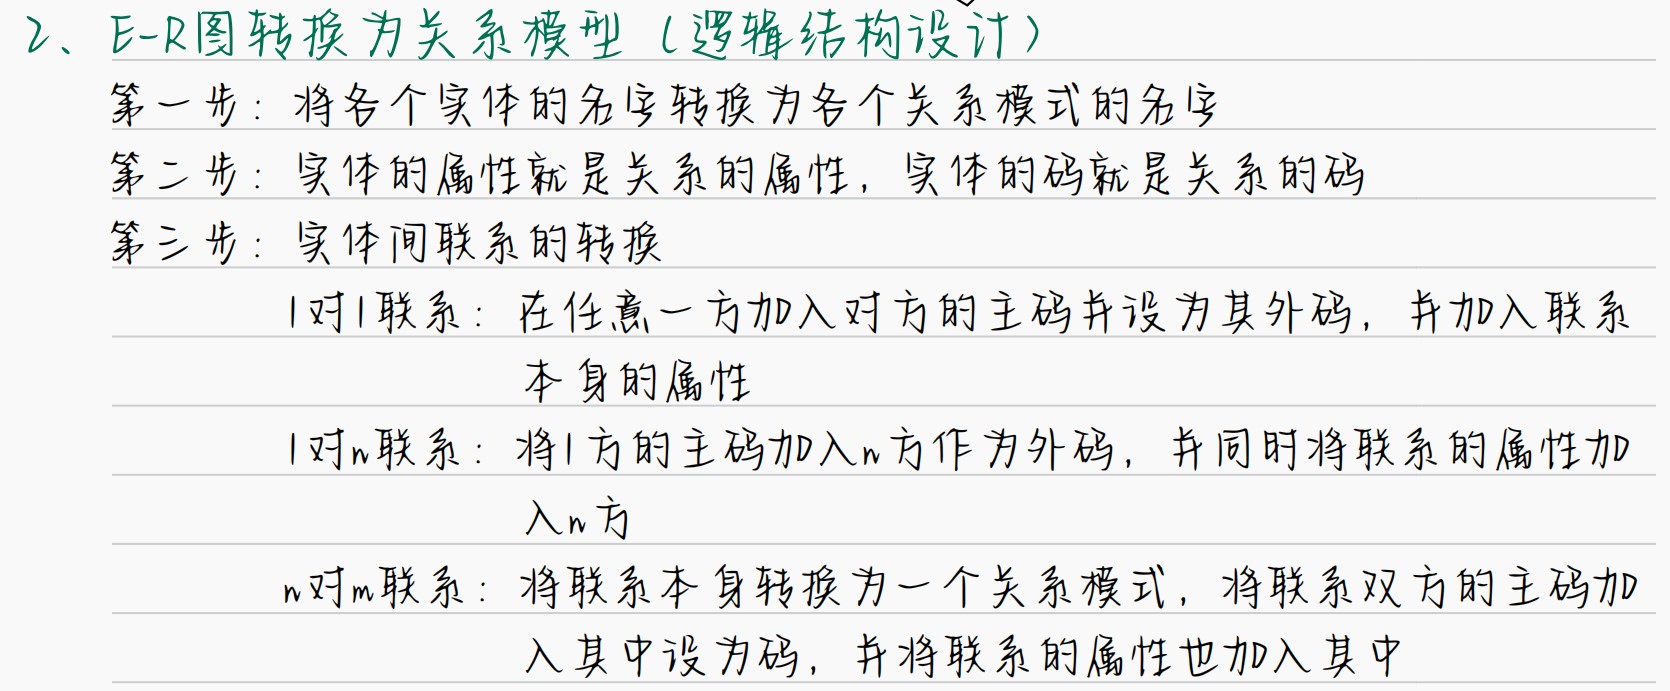 2、E-R图转换为关系模型（逻辑结构设计）
第一步：将各个实体的名字转换为各个关系模式的名字
第二步：实体的属性就是关系的属性，实体的码就是关系的码
第三步：实体间联系的转换
1对1联系：在任意一方加入对方的主码并设为其外码，并加入联系
本身的属性
1对n联系：将1方的主码加入n方作为外码，并同时将联系的属性加
入n方
n对m联系：将联系本身转换为一个关系模式，将联系双方的主码加
入其中设为码，并将联系的属性也加入其中